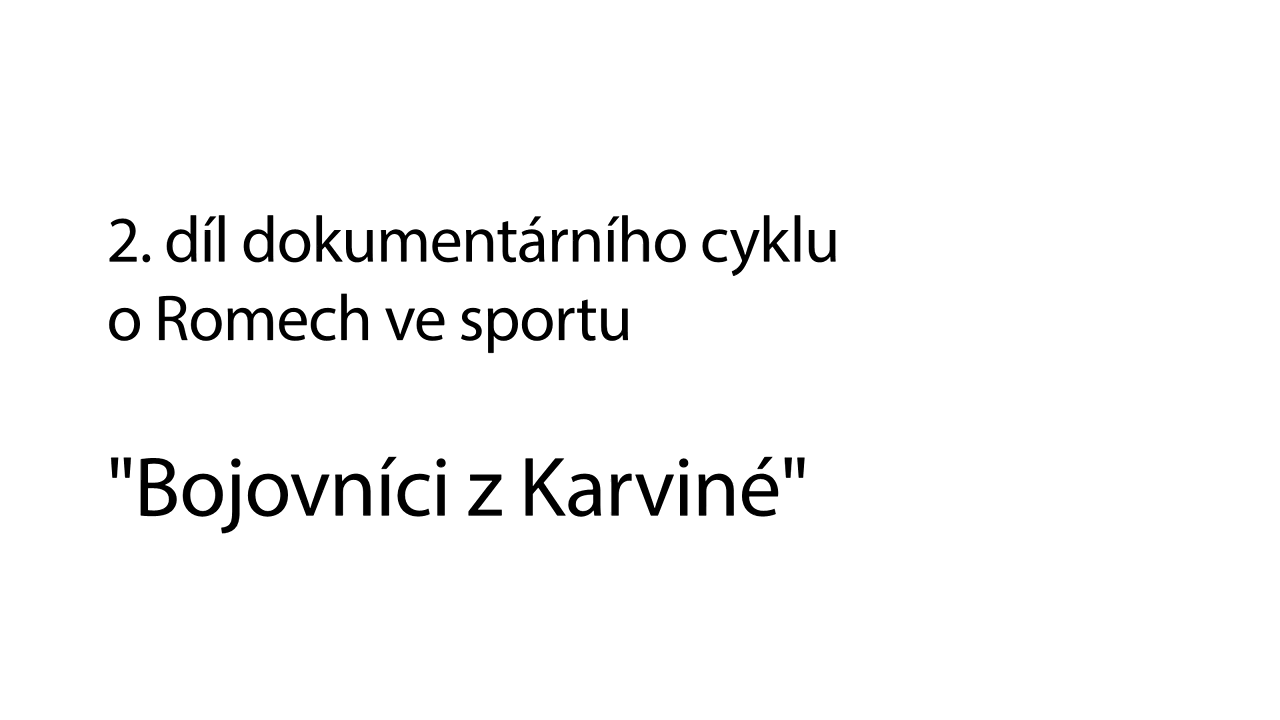 2. díl dokumentárního cyklu
o Romech ve sportu
"Bojovníci z Karviné"